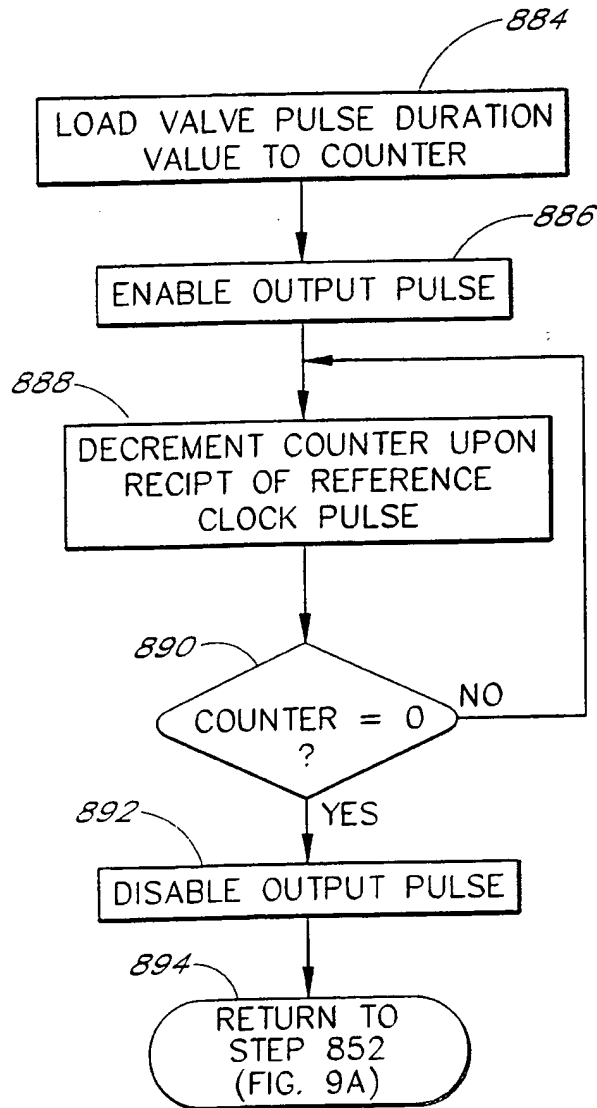 884
LOAD VALVE PULSE DURATION
VALUE TO COUNTER
886
ENABLE OUTPUT PULSE
888
DECREMENT COUNTER UPON
RECIPT OF REFERENCE
CLOCK PULSE
890
NO
COUNTER = 0
?
YES
892
DISABLE OUTPUT PULSE
894
RETURN TO
STEP 852
(FIG. 9A)